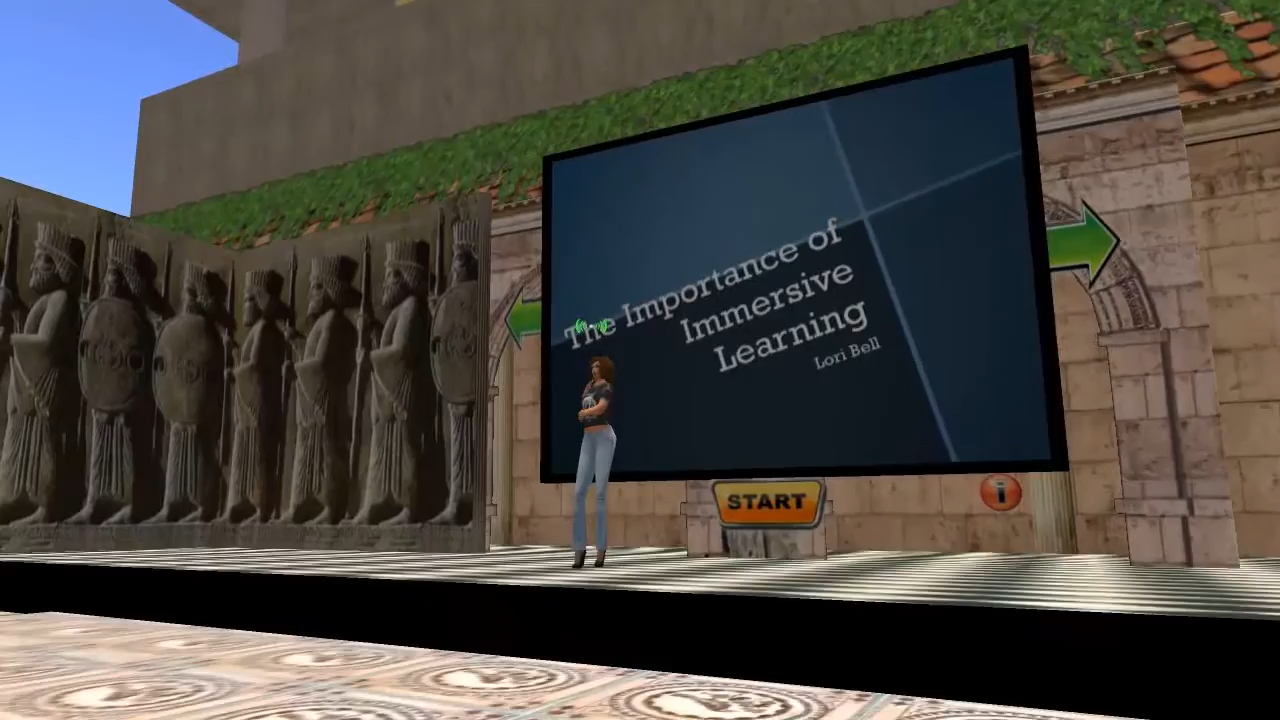 The Importance of
Immersive
Learning
Lori Bell
START
i